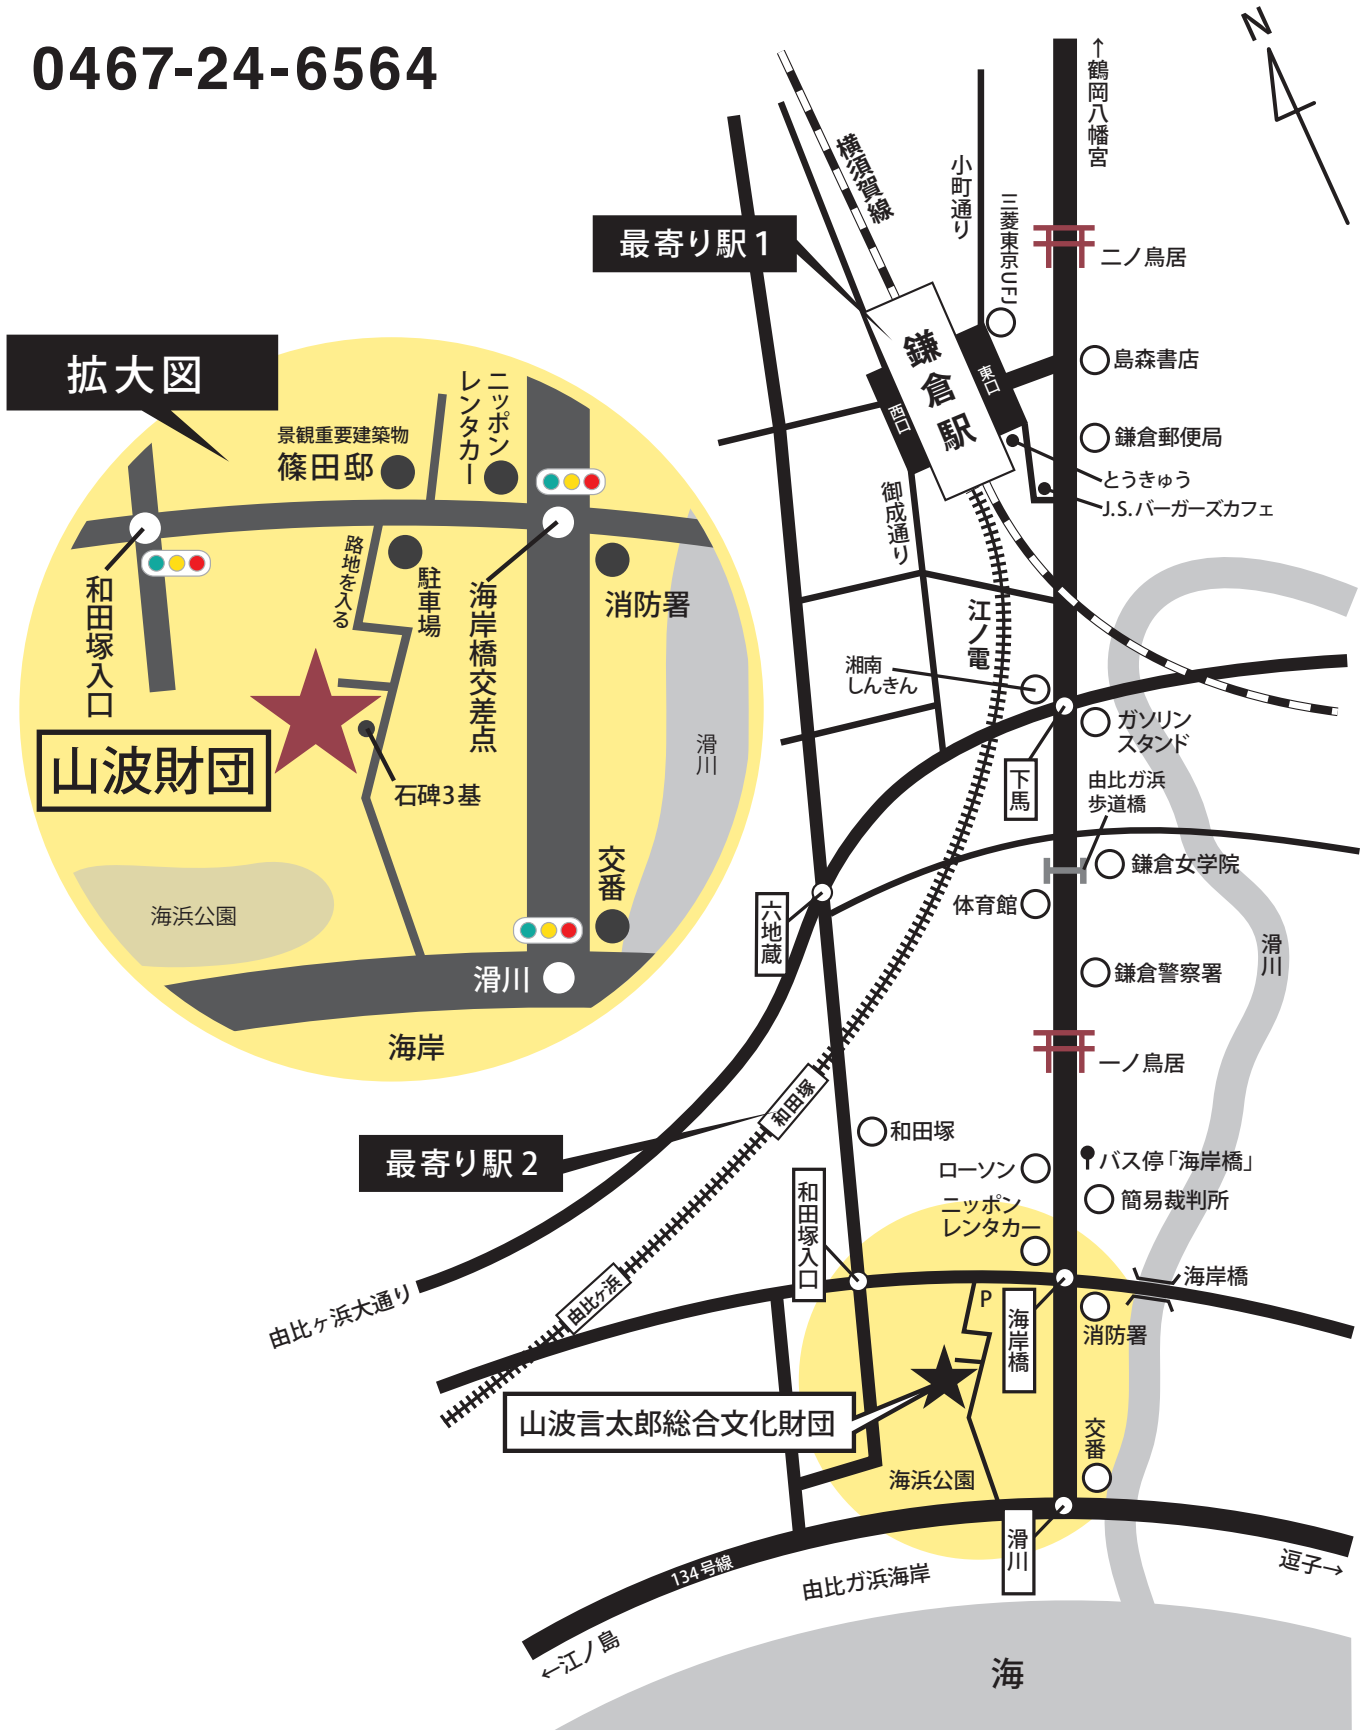 0467-24-6564
N
↑鶴岡八幡宮
横須賀線
小町通り
三菱東京UFJ
二ノ鳥居
最寄り駅1
鎌倉駅
東口
西口
島森書店
鎌倉郵便局
とうきゅう
J.S.バーガーズカフェ
御成通り
江ノ電
湘南
しんきん
ガソリン
スタンド
下馬
由比ガ浜
歩道橋
鎌倉女学院
体育館
六地蔵
滑川
鎌倉警察署
一ノ鳥居
和田塚
最寄り駅2
和田塚
ローソン
バス停「海岸橋」
簡易裁判所
ニッポン
レンタカー
和田塚入口
海岸橋
由比ヶ浜
由比ヶ浜大通り
P
海岸橋
消防署
山波言太郎総合文化財団
交番
海浜公園
滑川
134号線
由比ガ浜海岸
逗子→
←江ノ島
海
拡大図
景観重要建築物
篠田邸
ニッポン
レンタカー
路地を入る
駐車場
和田塚入口
海岸橋交差点
消防署
山波財団
石碑3基
滑川
海浜公園
交番
滑川
海岸